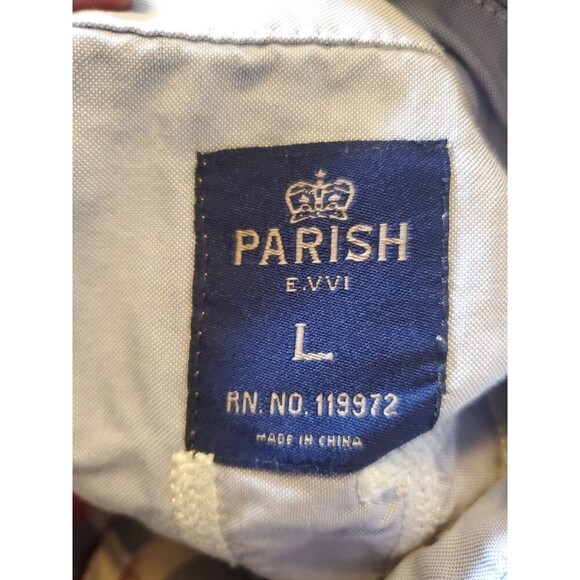 PARISH
E.VVI
L
RN. NO. 119972
MADE IN CHINA